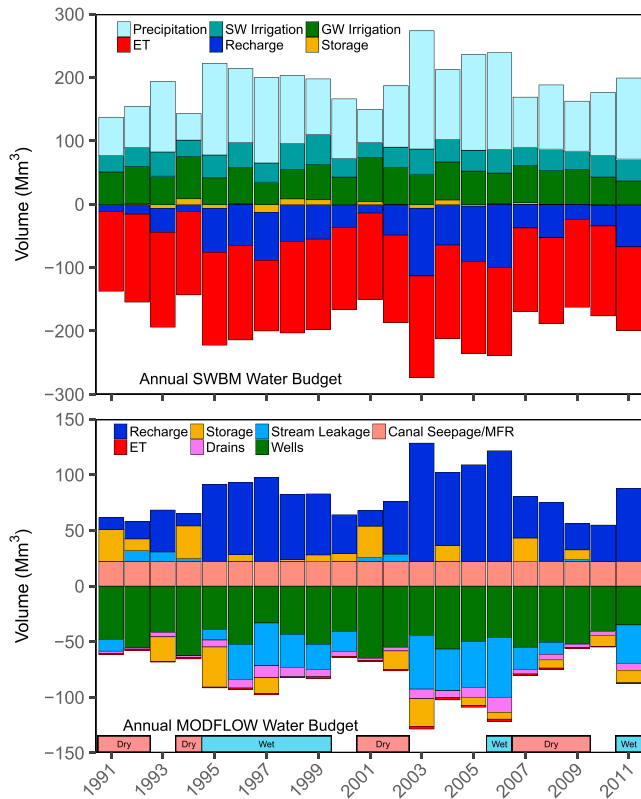 300
Precipitation SW Irrigation GW Irrigation
ET Recharge Storage
200
100
0
−100
−200
−300
Volume (Mm³)
Annual SWBM Water Budget
150
Recharge Storage Stream Leakage Canal Seepage/MFR
ET Drains Wells
100
50
0
−50
−100
−150
Volume (Mm³)
Annual MODFLOW Water Budget
Dry Dry Wet Dry Wet Dry Wet
1991 1993 1995 1997 1999 2001 2003 2005 2007 2009 2011